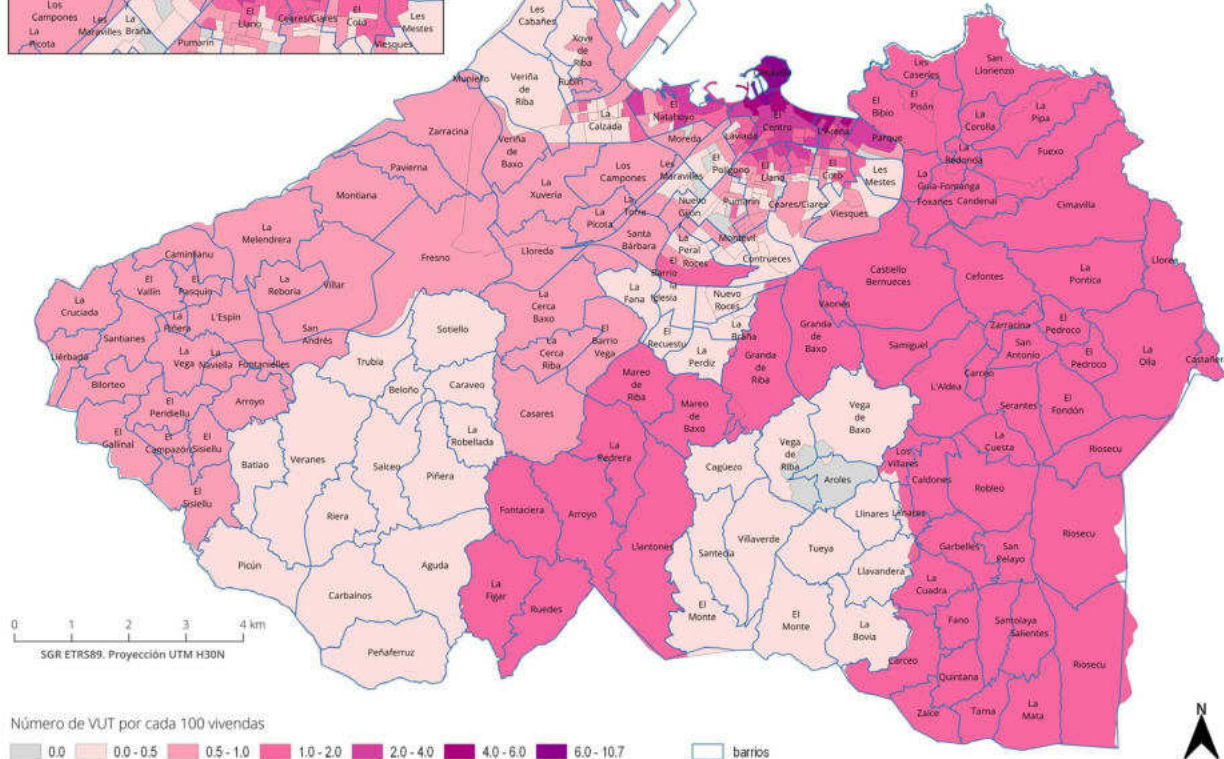 Los
Campones
La
Picota
Les
Maravilles
La
Braña
Pumarín
El
Llano
Ceares/Ciares
El
Coto
Les
Mestes
Viesques
Les
Cabañes
Xove
de
Riba
Muniello
Veriña
de
Riba
Rubín
La
Calzada
El
Natahoyo
Moreda
Laviada
El
Centro
L'Arena
Parque
El
Bibio
Les
Caseries
El
Pisón
San
Llorienzo
La
Corolla
La
Pipa
La
Redonda
Fuexo
La
Guía-Fontanga
Foxanes
Candenal
Cimavilla
Zarracina
Veriña
de
Baxo
Pavierna
Montiana
La
Xuvería
Los
Campones
Les
Maravilles
El
Polígono
El
Llano
El
Coto
Les
Mestes
La
Torre
La
Picota
Nuevo
Gijón
Pumarín
Ceares/Ciares
Viesques
Santa
Bárbara
Montevil
La
Peral
Roces
Contrueces
El
Barrio
La
Melendrera
Fresno
Lloreda
Caminlanu
El
Vallín
El
Pasquín
La
Reboria
Villar
La
Cruciada
La
Piñera
L'Espin
Santianes
San
Andrés
Llérbada
La
Vega
La
Naviella
Fontanielles
Bilorteo
El
Peridiellu
Arroyo
El
Gallinal
El
Campazón
El
Sisiellu
El
Sisiellu
La
Cerca
Baxo
La
Cerca
Riba
El
Barrio
Vega
La
Fana
la
Iglesia
Nuevo
Roces
El
Recuestu
La
Braña
La
Perdiz
Castiello
Bernueces
Cefontes
La
Pontica
Vaonés
Granda
de
Baxo
Granda
de
Riba
Samiguel
Zarracina
San
Antonio
El
Pedroco
El
Pedroco
La
Olla
Carceo
L'Aldea
Serantes
El
Fondón
La
Cuesta
Riosecu
Sotiello
Trubia
Beloño
Caraveo
La
Robellada
Casares
Mareo
de
Riba
Mareo
de
Baxo
Batiao
Veranes
Salceo
Piñera
La
Pedrera
Cagüezo
Vega
de
Riba
Vega
de
Baxo
Aroles
Los
Villares
Caldones
Robleo
Riera
Fontaciera
Arroyo
Llantones
Santecía
Villaverde
Tueya
Llinares
Linares
Llavandera
Garbelles
San
Pelayo
Riosecu
Picún
Aguda
La
Figar
Ruedes
Carbaínos
El
Monte
El
Monte
La
Bovia
La
Cuadra
Fano
Santolaya
Salientes
Peñaferruz
Carceo
Quintana
Riosecu
Zalce
Tarna
La
Mata
0 1 2 3 4 km
SGR ETRS89. Proyección UTM H30N
Número de VUT por cada 100 viviendas
0.0 0.0 - 0.5 0.5 - 1.0 1.0 - 2.0 2.0 - 4.0 4.0 - 6.0 6.0 - 10.7 barrios
N